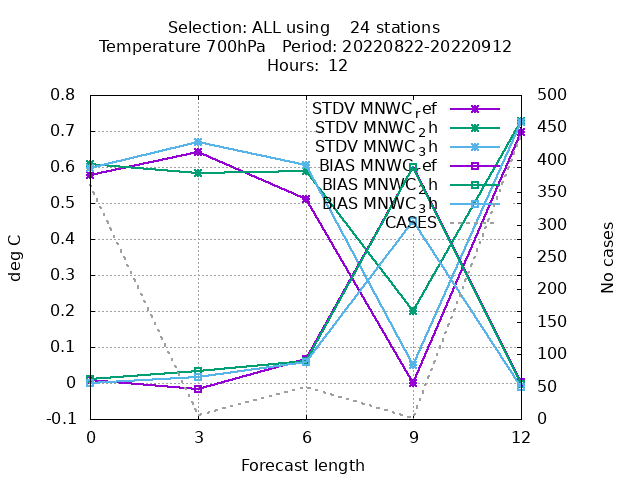 Selection: ALL using 24 stations
Temperature 700hPa Period: 20220822-20220912
Hours: 12
0.8
0.7
0.6
0.5
0.4
0.3
0.2
0.1
0
-0.1
deg C
STDV MNWC_ref
STDV MNWC_2h
STDV MNWC_3h
BIAS MNWC_ref
BIAS MNWC_2h
BIAS MNWC_3h
CASES
500
450
400
350
300
250
200
150
100
50
0
No cases
0 3 6 9 12
Forecast length